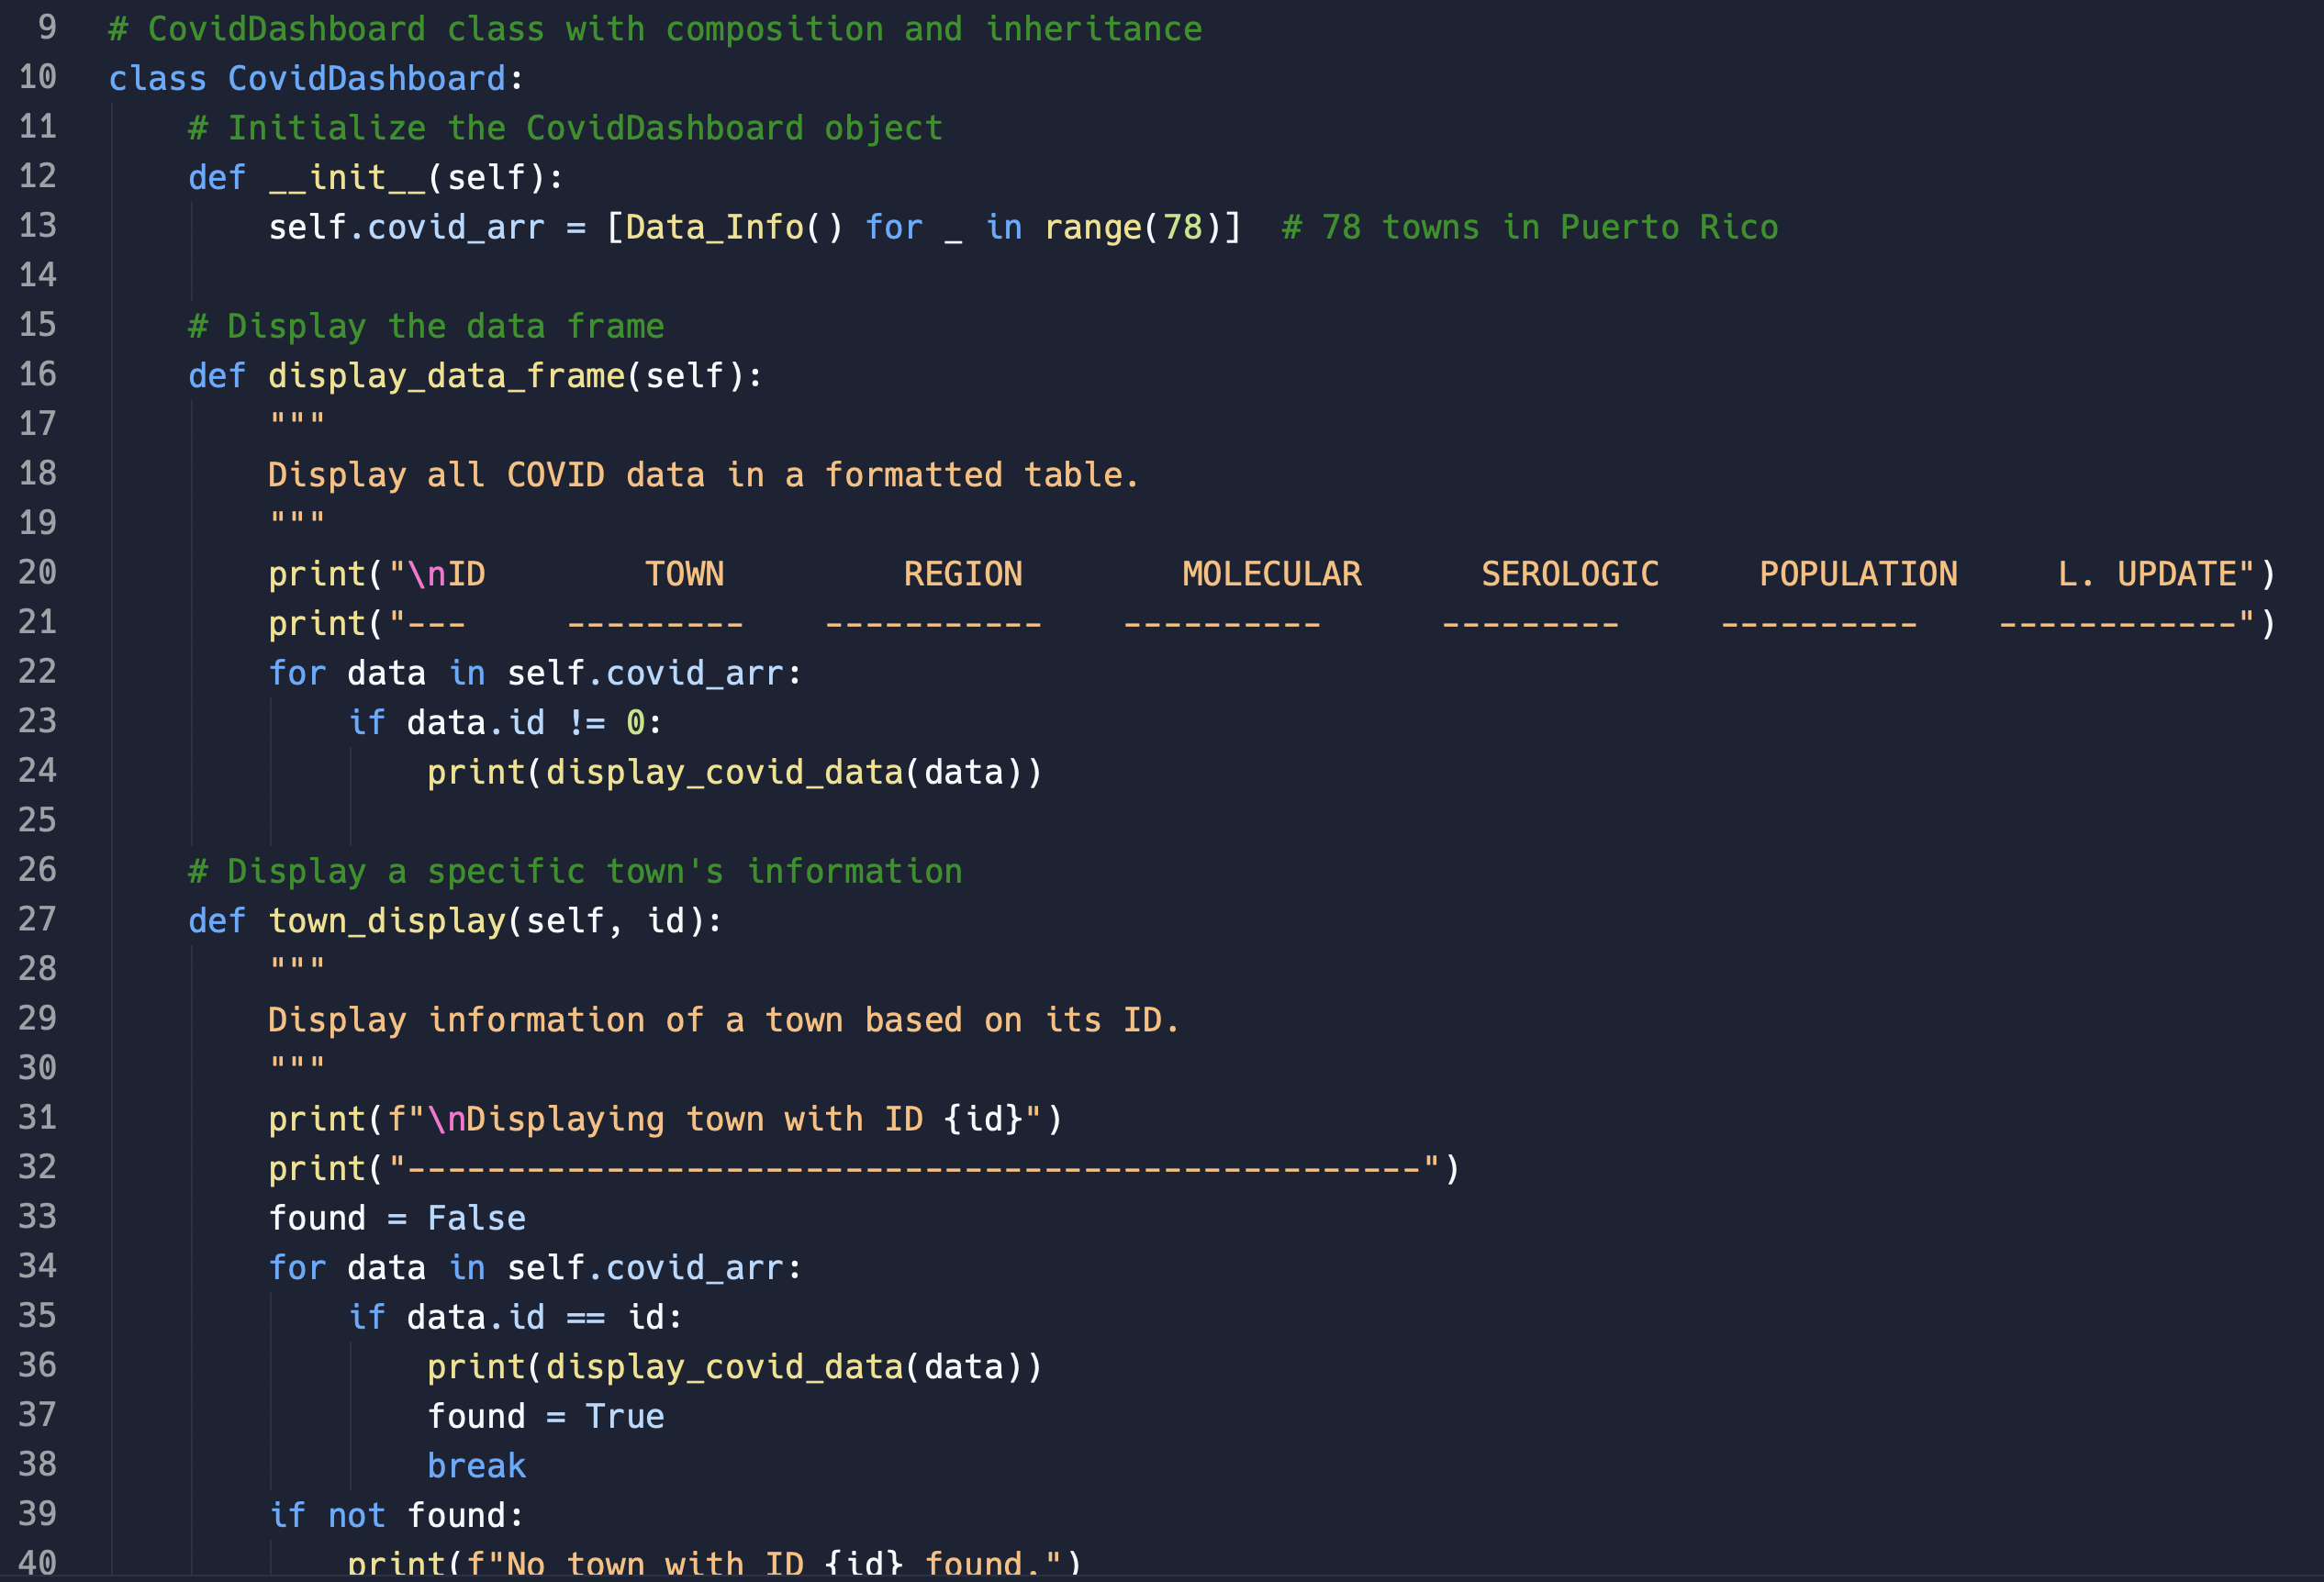 9 # CovidDashboard class with composition and inheritance
10 class CovidDashboard:
11     # Initialize the CovidDashboard object
12     def __init__(self):
13         self.covid_arr = [Data_Info() for _ in range(78)]  # 78 towns in Puerto Rico
14
15     # Display the data frame
16     def display_data_frame(self):
17         """
18         Display all COVID data in a formatted table.
19         """
20         print("\nID        TOWN         REGION        MOLECULAR      SEROLOGIC     POPULATION     L. UPDATE")
21         print("---     ---------    -----------    ----------      ---------     ----------    ------------")
22         for data in self.covid_arr:
23             if data.id != 0:
24                 print(display_covid_data(data))
25
26     # Display a specific town's information
27     def town_display(self, id):
28         """
29         Display information of a town based on its ID.
30         """
31         print(f"\nDisplaying town with ID {id}")
32         print("---------------------------------------------------")
33         found = False
34         for data in self.covid_arr:
35             if data.id == id:
36                 print(display_covid_data(data))
37                 found = True
38                 break
39         if not found:
40             print(f"No town with ID {id} found.")